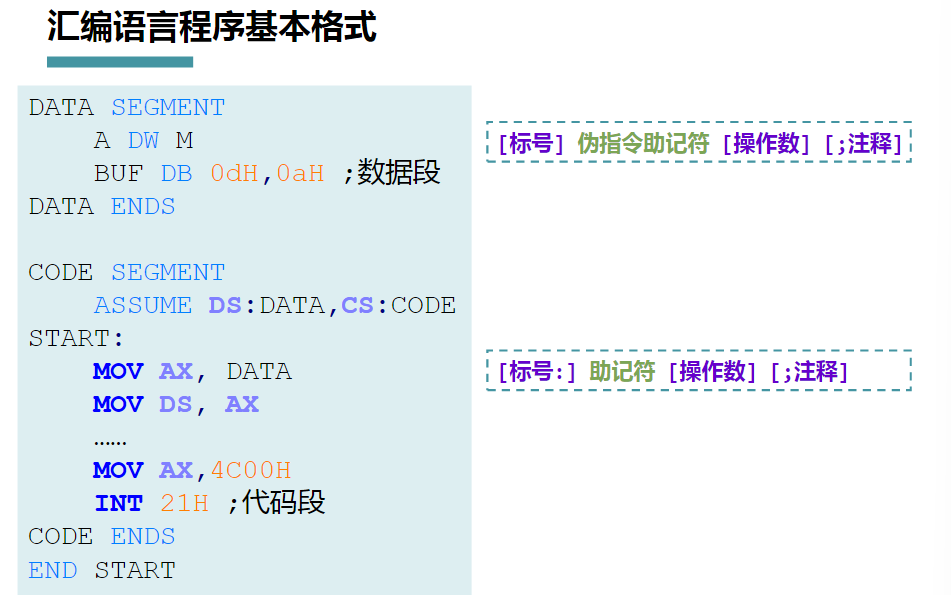 汇编语言程序基本格式
DATA SEGMENT
A DW M
BUF DB 0dH,0aH ;数据段
DATA ENDS
[标号] 伪指令助记符 [操作数] [;注释]
CODE SEGMENT
ASSUME DS:DATA,CS:CODE
START:
MOV AX, DATA
MOV DS, AX
……
MOV AX,4C00H
INT 21H ;代码段
CODE ENDS
END START
[标号:] 助记符 [操作数] [;注释]